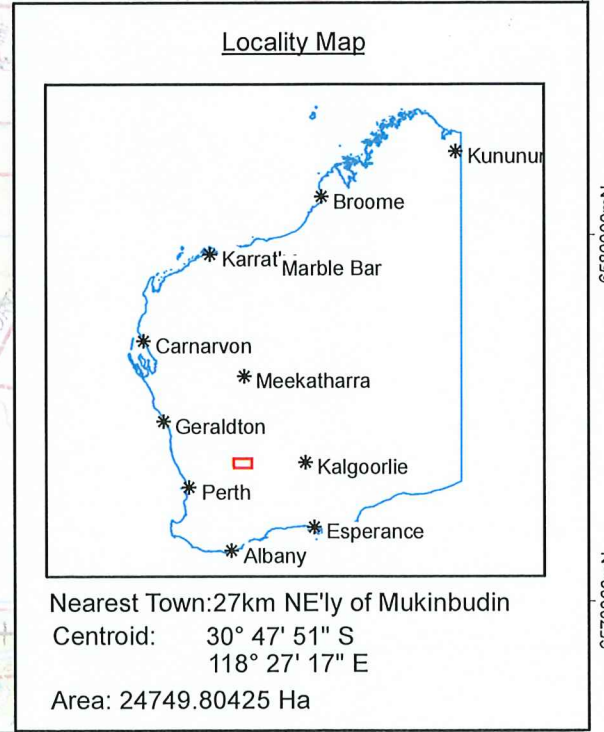 Locality Map
Kununur
Broome
Karrat'
Marble Bar
Carnarvon
Meekatharra
Geraldton
Kalgoorlie
Perth
Esperance
Albany
Nearest Town:27km NE'ly of Mukinbudin
Centroid: 30° 47' 51" S
118° 27' 17" E
Area: 24749.80425 Ha